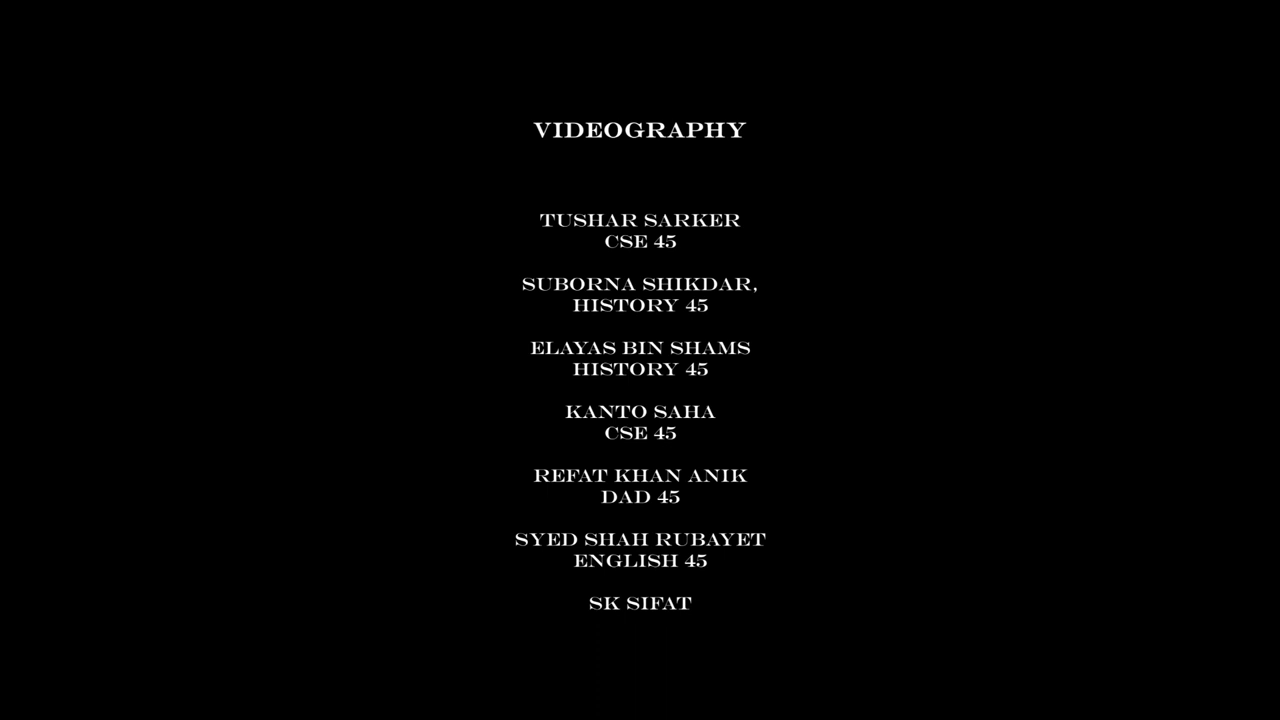 VIDEOGRAPHY
TUSHAR SARKER
CSE 45
SUBORNA SHIKDAR,
HISTORY 45
ELAYAS BIN SHAMS
HISTORY 45
KANTO SAHA
CSE 45
REFAT KHAN ANIK
DAD 45
SYED SHAH RUBAYET
ENGLISH 45
SK SIFAT